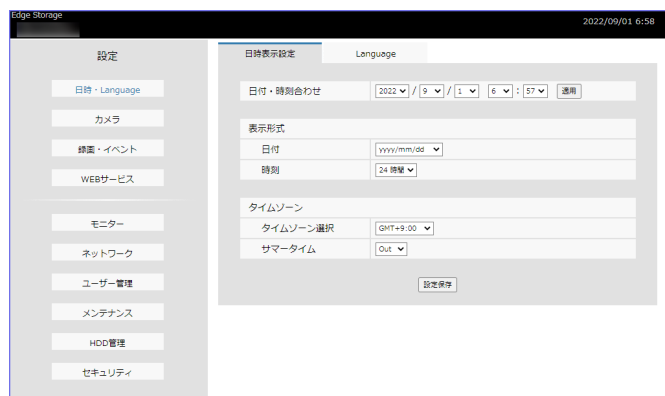 Edge Storage
2022/09/01 6:58
設定
日時・Language
カメラ
録画・イベント
WEBサービス
モニター
ネットワーク
ユーザー管理
メンテナンス
HDD管理
セキュリティ
日時表示設定 Language
日付・時刻合わせ 2022 / 9 / 1 6 : 57 適用
表示形式
日付 yyyy/mm/dd
時刻 24 時間
タイムゾーン
タイムゾーン選択 GMT+9:00
サマータイム Out
設定保存